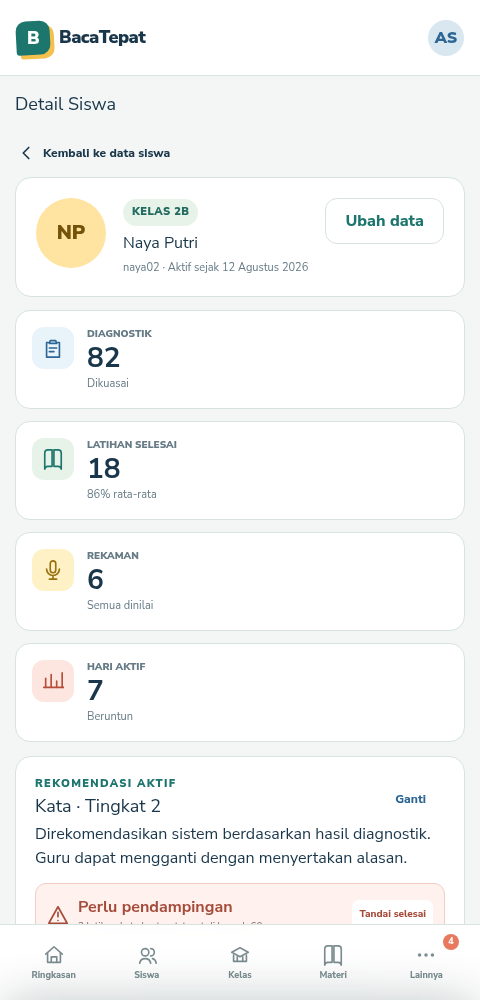 B BacaTepat
AS
Detail Siswa
Kembali ke data siswa
NP
KELAS 2B
Naya Putri
naya02 · Aktif sejak 12 Agustus 2026
Ubah data
DIAGNOSTIK
82
Dikuasai
LATIHAN SELESAI
18
86% rata-rata
REKAMAN
6
Semua dinilai
HARI AKTIF
7
Beruntun
REKOMENDASI AKTIF
Kata · Tingkat 2
Ganti
Direkomendasikan sistem berdasarkan hasil diagnostik.
Guru dapat mengganti dengan menyertakan alasan.
Perlu pendampingan
Tandai selesai
Ringkasan
Siswa
Kelas
Materi
4
Lainnya